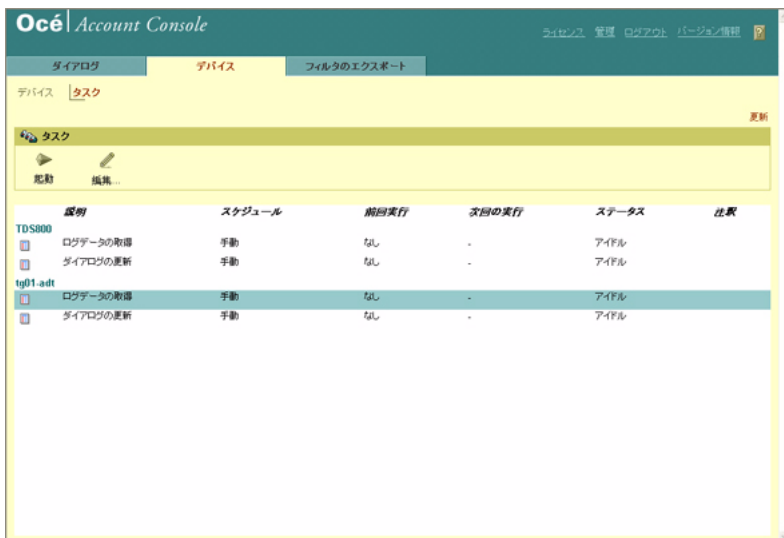 Océ Account Console
ライセンス 管理 ログアウト バージョン情報 ?
ダイアログ デバイス フィルタのエクスポート
デバイス タスク
更新
タスク
起動 編集...
説明 スケジュール 前回実行 次回の実行 ステータス 注釈
TDS800
ログデータの取得 手動 なし - アイドル
ダイアログの更新 手動 なし - アイドル
tg01-adt
ログデータの取得 手動 なし - アイドル
ダイアログの更新 手動 なし - アイドル